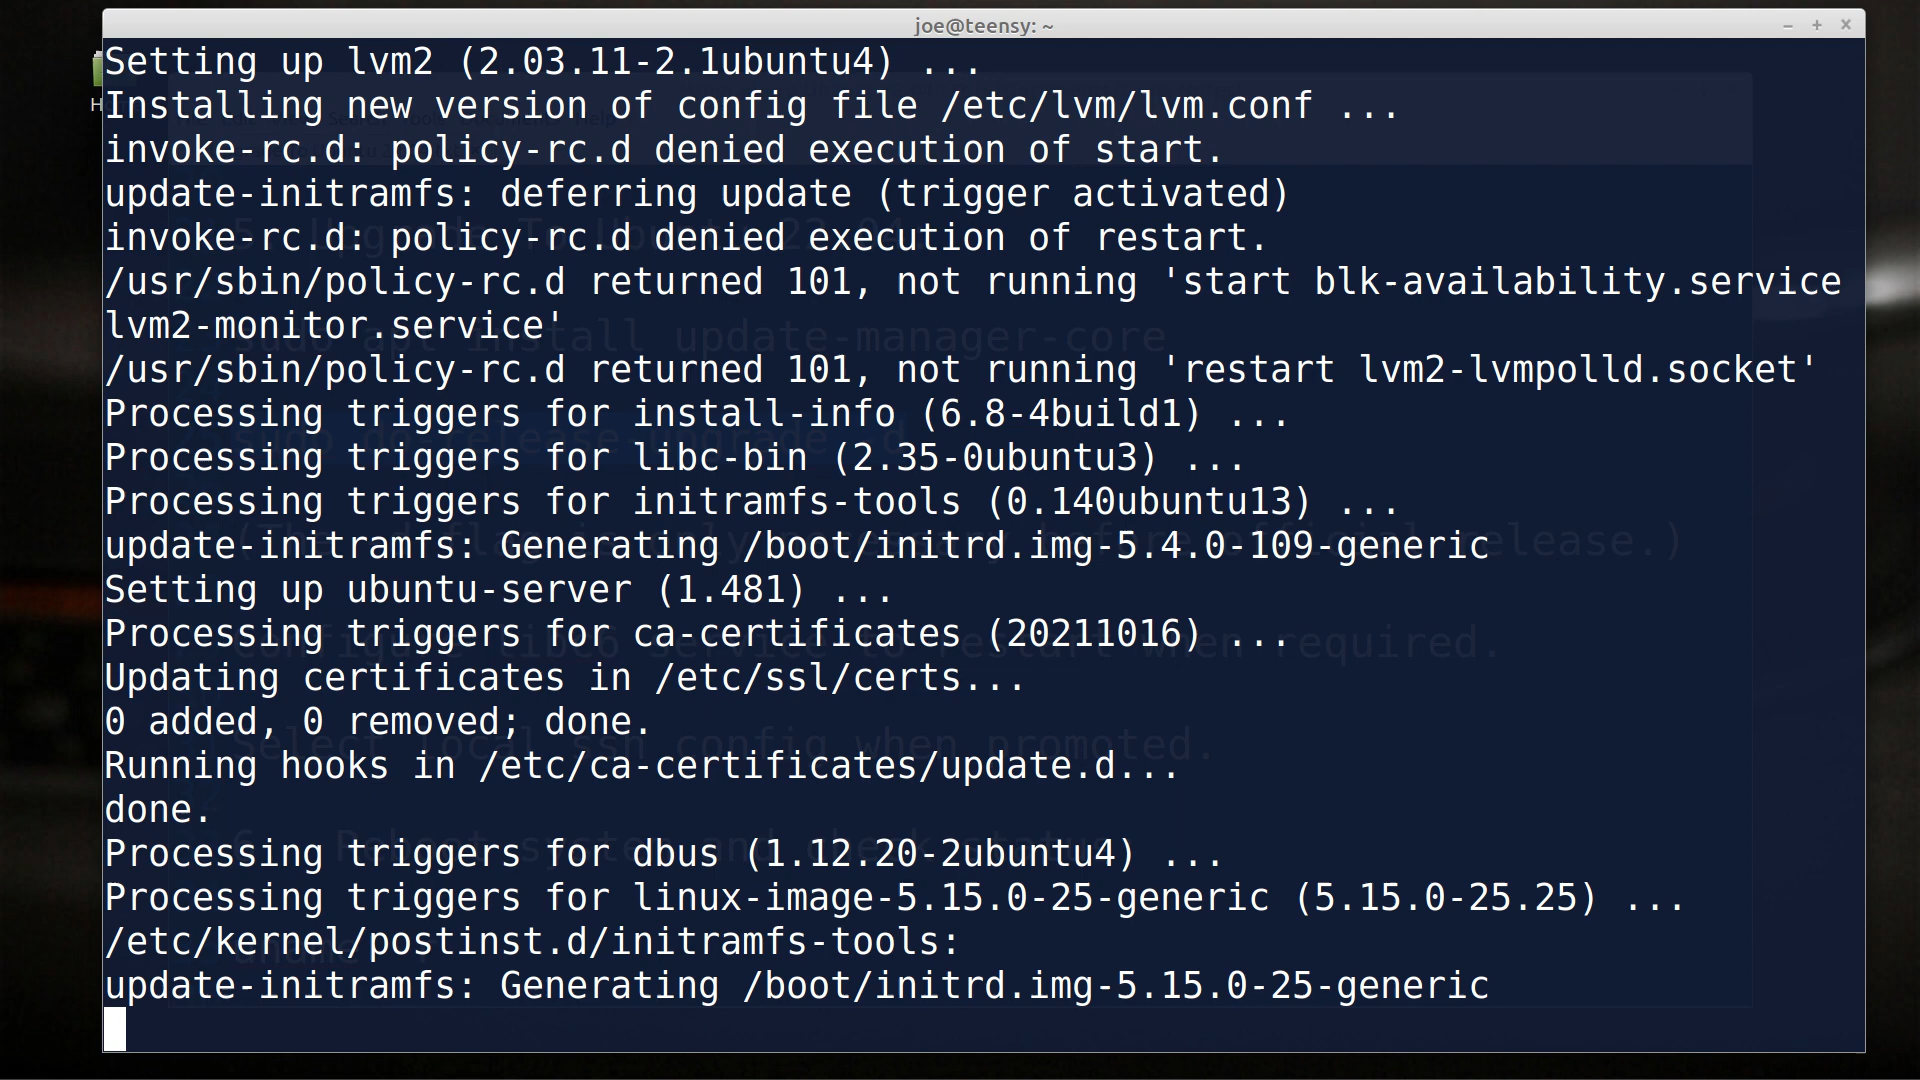 joe@teensy: ~
Setting up lvm2 (2.03.11-2.1ubuntu4) ...
Installing new version of config file /etc/lvm/lvm.conf ...
invoke-rc.d: policy-rc.d denied execution of start.
update-initramfs: deferring update (trigger activated)
invoke-rc.d: policy-rc.d denied execution of restart.
/usr/sbin/policy-rc.d returned 101, not running 'start blk-availability.service
lvm2-monitor.service'
/usr/sbin/policy-rc.d returned 101, not running 'restart lvm2-lvmpolld.socket'
Processing triggers for install-info (6.8-4build1) ...
Processing triggers for libc-bin (2.35-0ubuntu3) ...
Processing triggers for initramfs-tools (0.140ubuntu13) ...
update-initramfs: Generating /boot/initrd.img-5.4.0-109-generic
Setting up ubuntu-server (1.481) ...
Processing triggers for ca-certificates (20211016) ...
Updating certificates in /etc/ssl/certs...
0 added, 0 removed; done.
Running hooks in /etc/ca-certificates/update.d...
done.
Processing triggers for dbus (1.12.20-2ubuntu4) ...
Processing triggers for linux-image-5.15.0-25-generic (5.15.0-25.25) ...
/etc/kernel/postinst.d/initramfs-tools:
update-initramfs: Generating /boot/initrd.img-5.15.0-25-generic